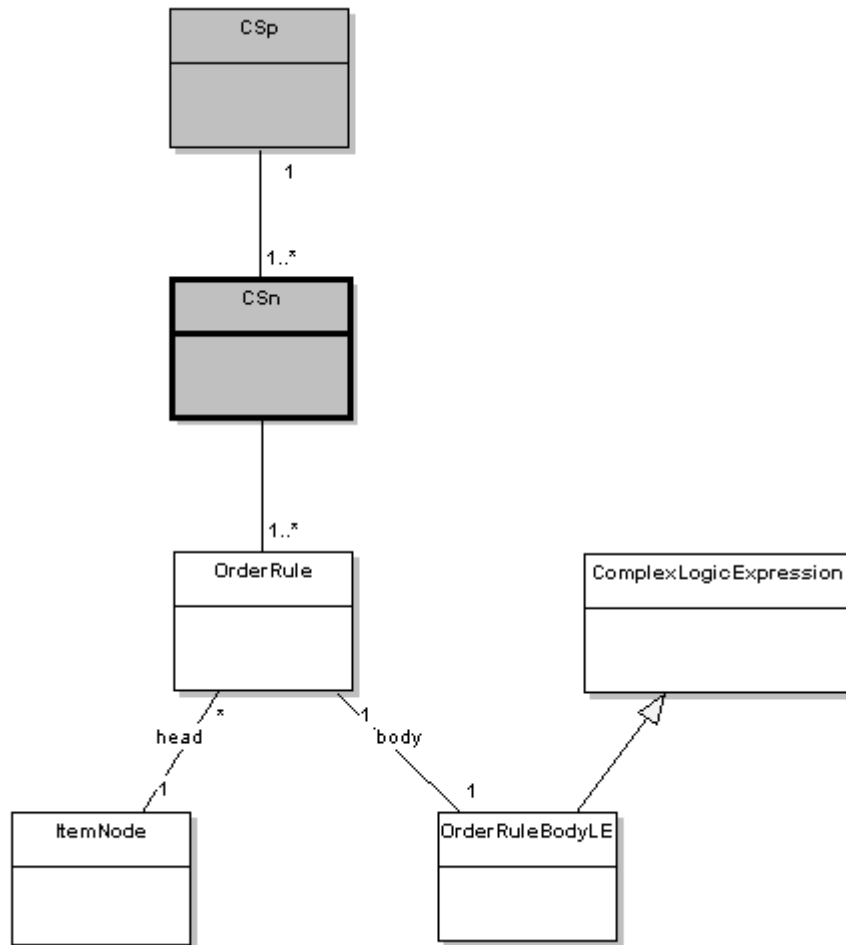 CSp
1
1..*
CSn
1..*
OrderRule
ComplexLogicExpression
*
1
head
body
1
1
ItemNode
OrderRuleBodyLE